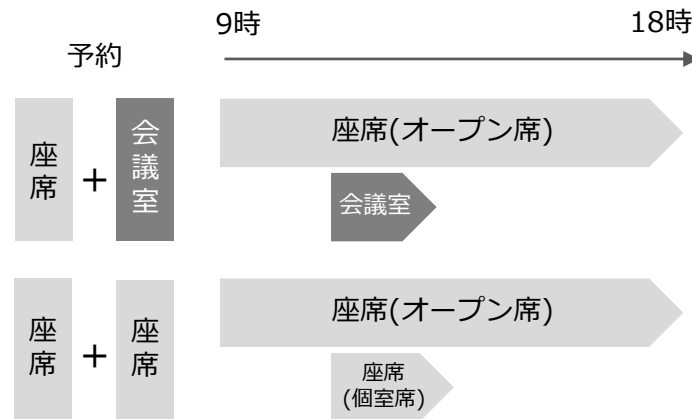 9時
18時
予約
座席
+
会議室
座席(オープン席)
会議室
座席
+
座席
座席(オープン席)
座席
(個室席)